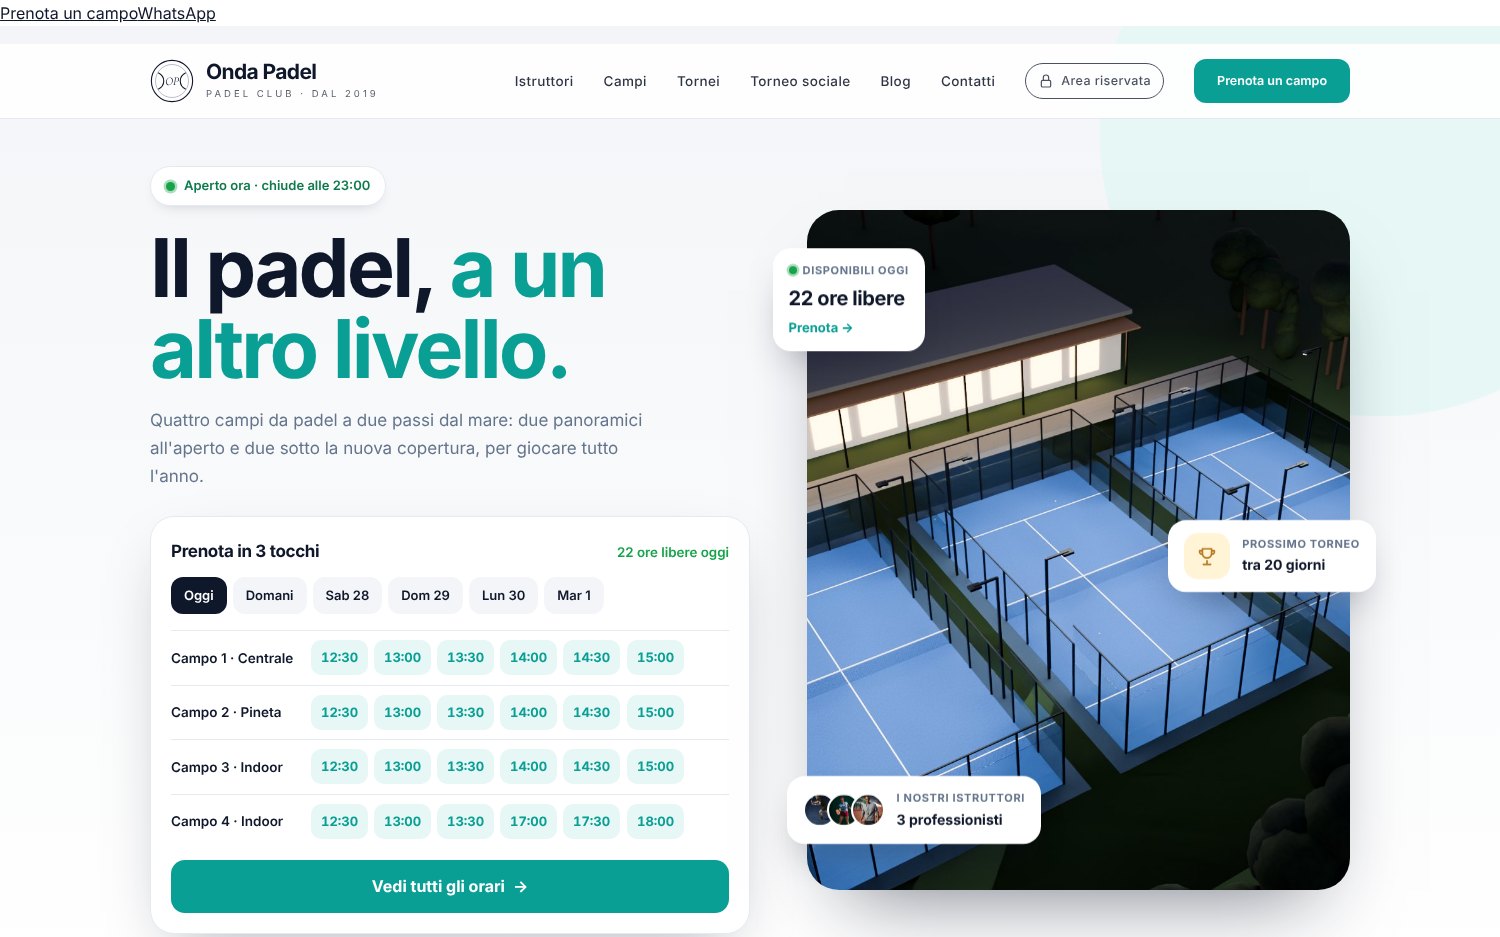 Prenota un campoWhatsApp
OP
Onda Padel
PADEL CLUB · DAL 2019
Istruttori
Campi
Tornei
Torneo sociale
Blog
Contatti
Area riservata
Prenota un campo
Aperto ora · chiude alle 23:00
Il padel, a un
altro livello.
Quattro campi da padel a due passi dal mare: due panoramici
all'aperto e due sotto la nuova copertura, per giocare tutto
l'anno.
Prenota in 3 tocchi
22 ore libere oggi
Oggi
Domani
Sab 28
Dom 29
Lun 30
Mar 1
Campo 1 · Centrale 12:30 13:00 13:30 14:00 14:30 15:00
Campo 2 · Pineta 12:30 13:00 13:30 14:00 14:30 15:00
Campo 3 · Indoor 12:30 13:00 13:30 14:00 14:30 15:00
Campo 4 · Indoor 12:30 13:00 13:30 17:00 17:30 18:00
Vedi tutti gli orari →
DISPONIBILI OGGI
22 ore libere
Prenota →
PROSSIMO TORNEO
tra 20 giorni
I NOSTRI ISTRUTTORI
3 professionisti